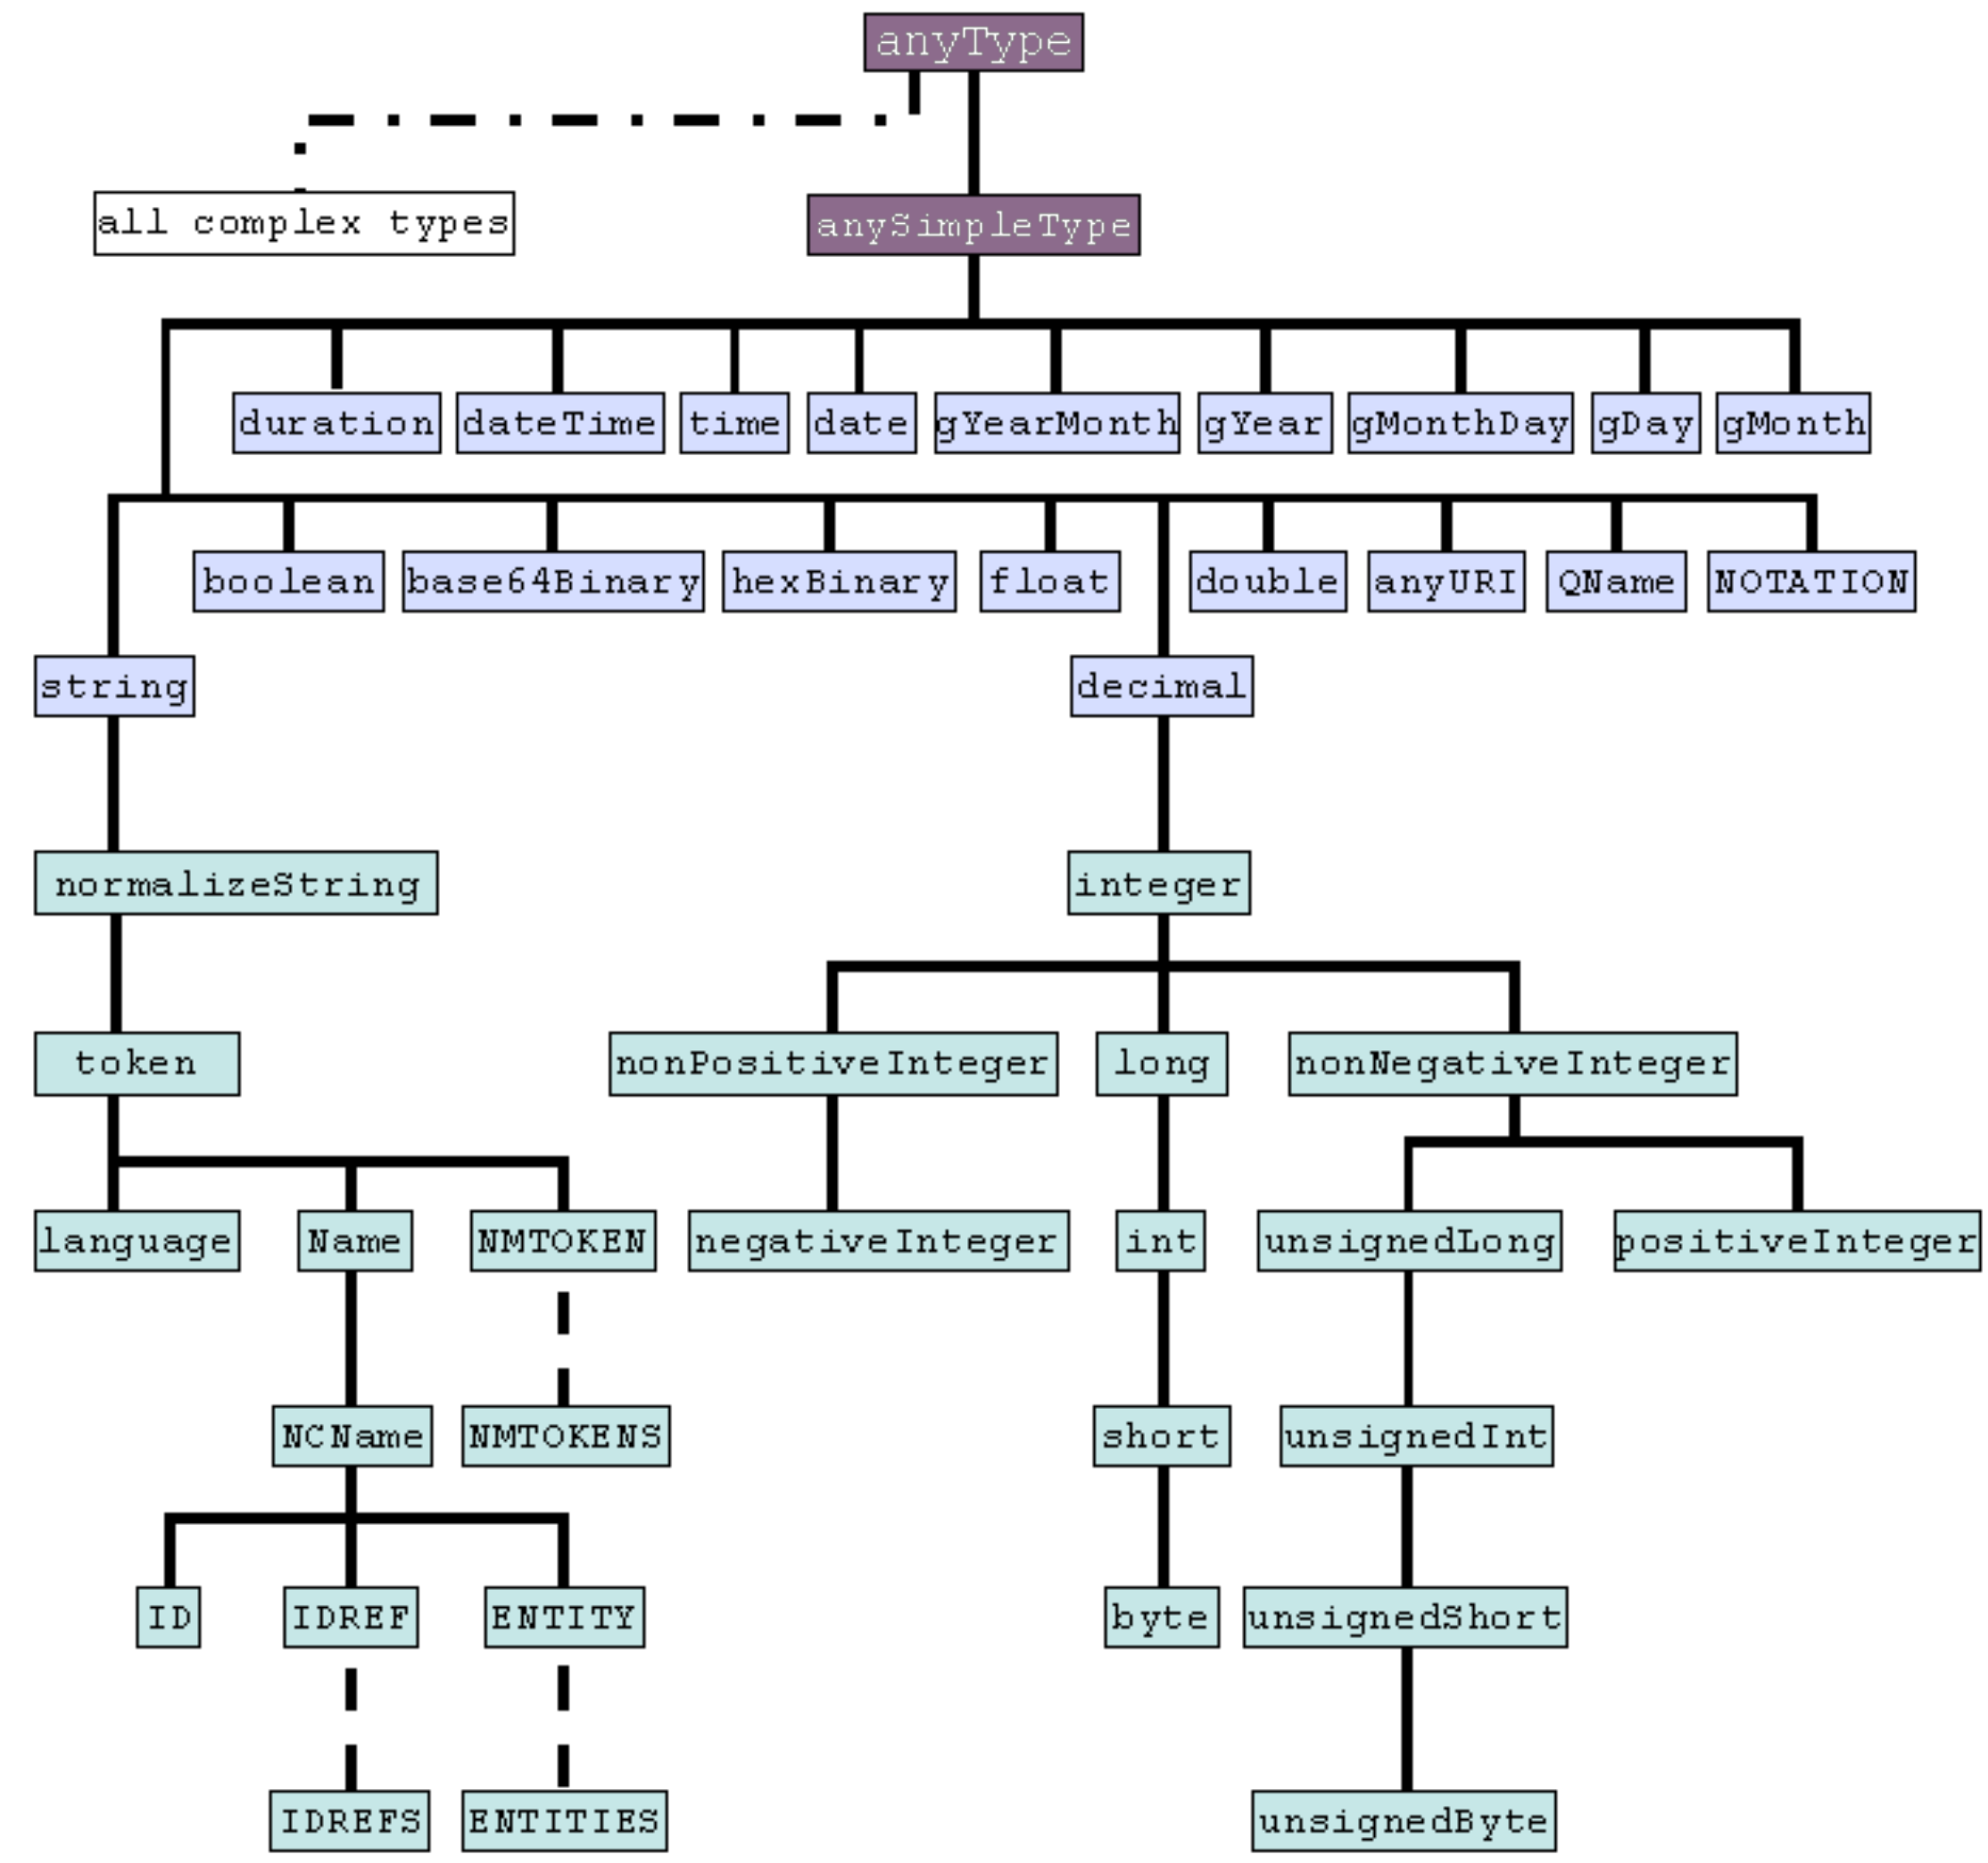 anyType
all complex types
anySimpleType
duration
dateTime
time
date
gYearMonth
gYear
gMonthDay
gDay
gMonth
boolean
base64Binary
hexBinary
float
double
anyURI
QName
NOTATION
string
decimal
normalizeString
integer
token
nonPositiveInteger
long
nonNegativeInteger
language
Name
NMTOKEN
negativeInteger
int
unsignedLong
positiveInteger
NCName
NMTOKENS
short
unsignedInt
ID
IDREF
ENTITY
byte
unsignedShort
IDREFS
ENTITIES
unsignedByte